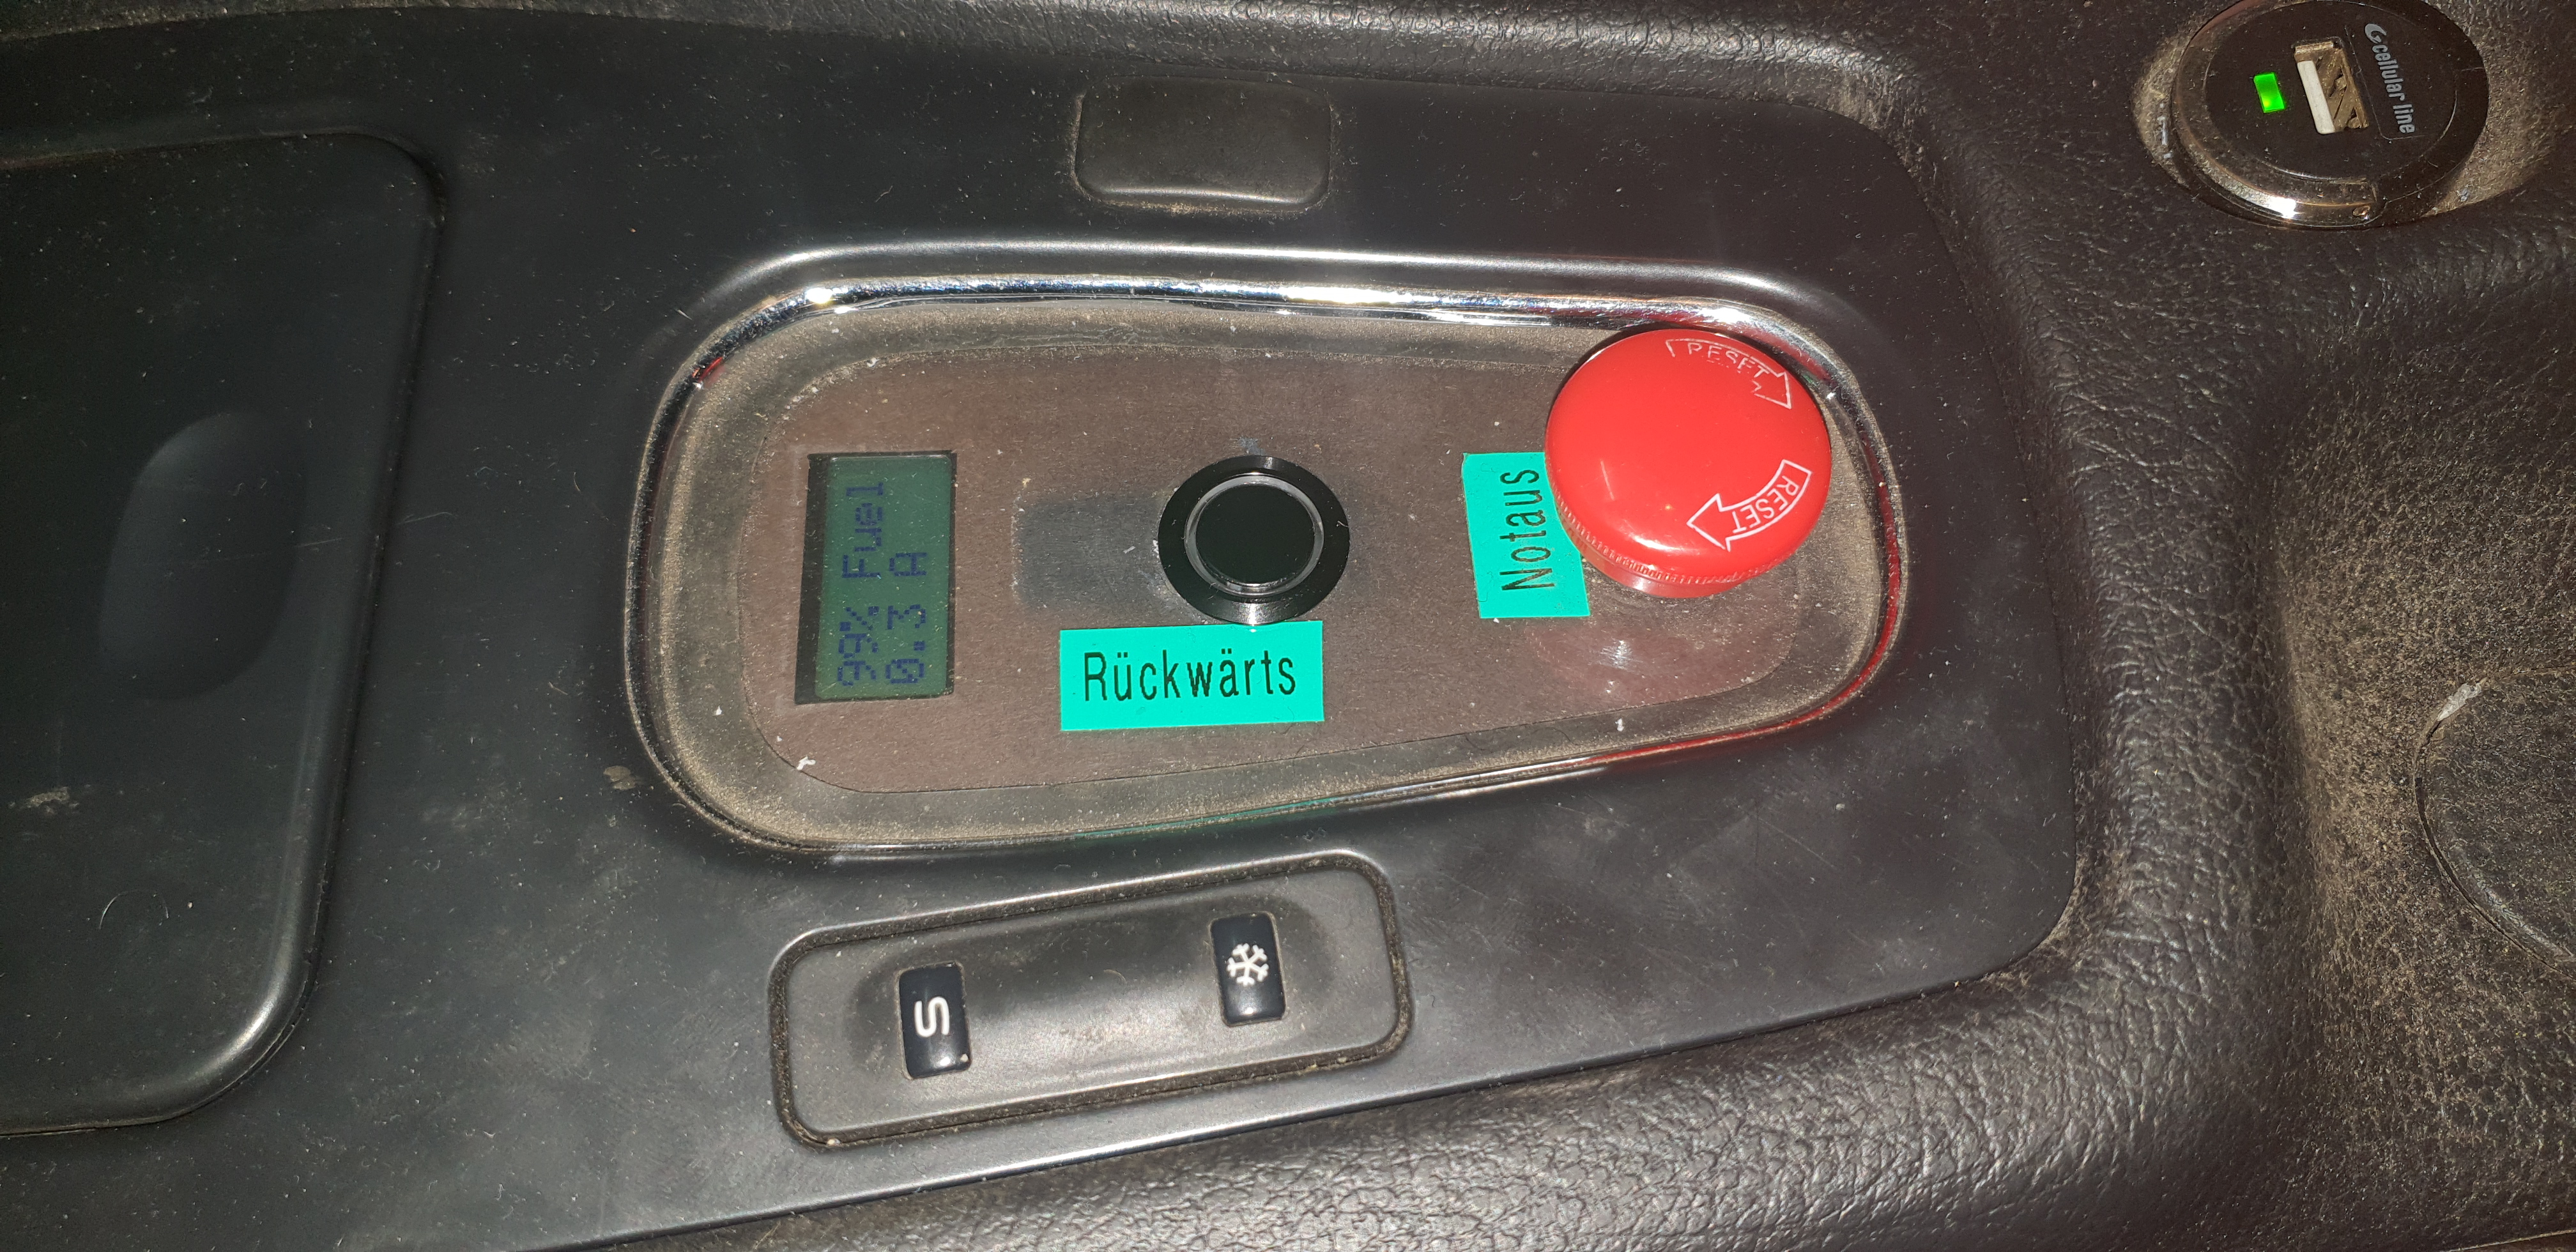 cellular line
RESET
RESET
Notaus
99% Fuel
0.3 A
Rückwärts
S